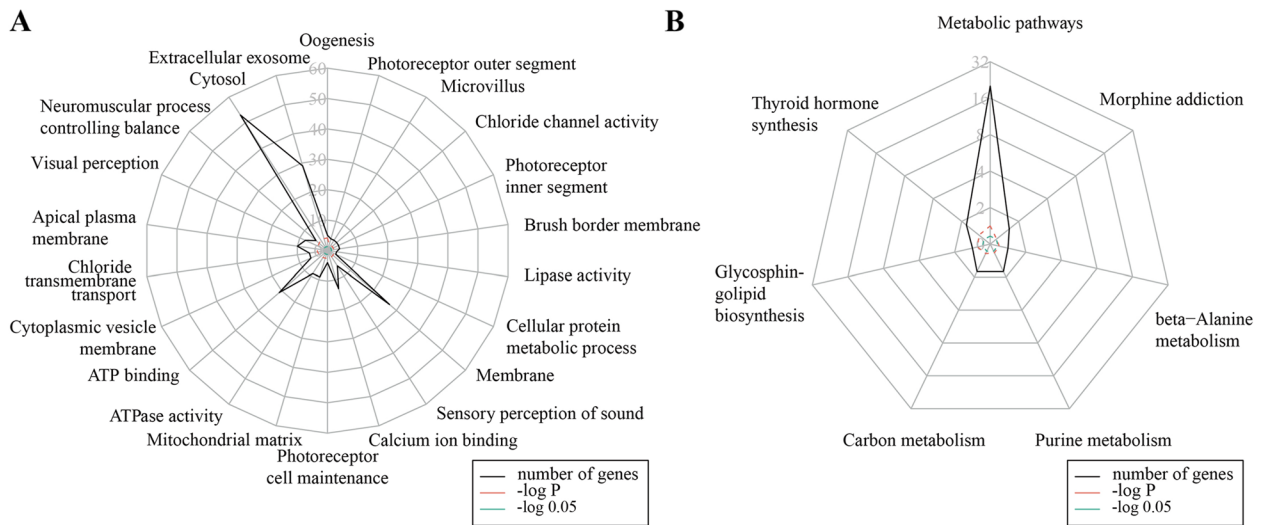 A
Oogenesis
Photoreceptor outer segment
Microvillus
Chloride channel activity
Photoreceptor
inner segment
Brush border membrane
Lipase activity
Cellular protein
metabolic process
Membrane
Sensory perception of sound
Calcium ion binding
Photoreceptor
cell maintenance
Mitochondrial matrix
ATPase activity
ATP binding
Cytoplasmic vesicle
membrane
Chloride
transmembrane
transport
Apical plasma
membrane
Visual perception
Neuromuscular process
controlling balance
Cytosol
Extracellular exosome
60
50
40
30
20
10
number of genes
-log P
-log 0.05
B
Metabolic pathways
Morphine addiction
beta−Alanine
metabolism
Purine metabolism
Carbon metabolism
Glycosphin-
golipid
biosynthesis
Thyroid hormone
synthesis
32
16
8
4
2
0
number of genes
-log P
-log 0.05